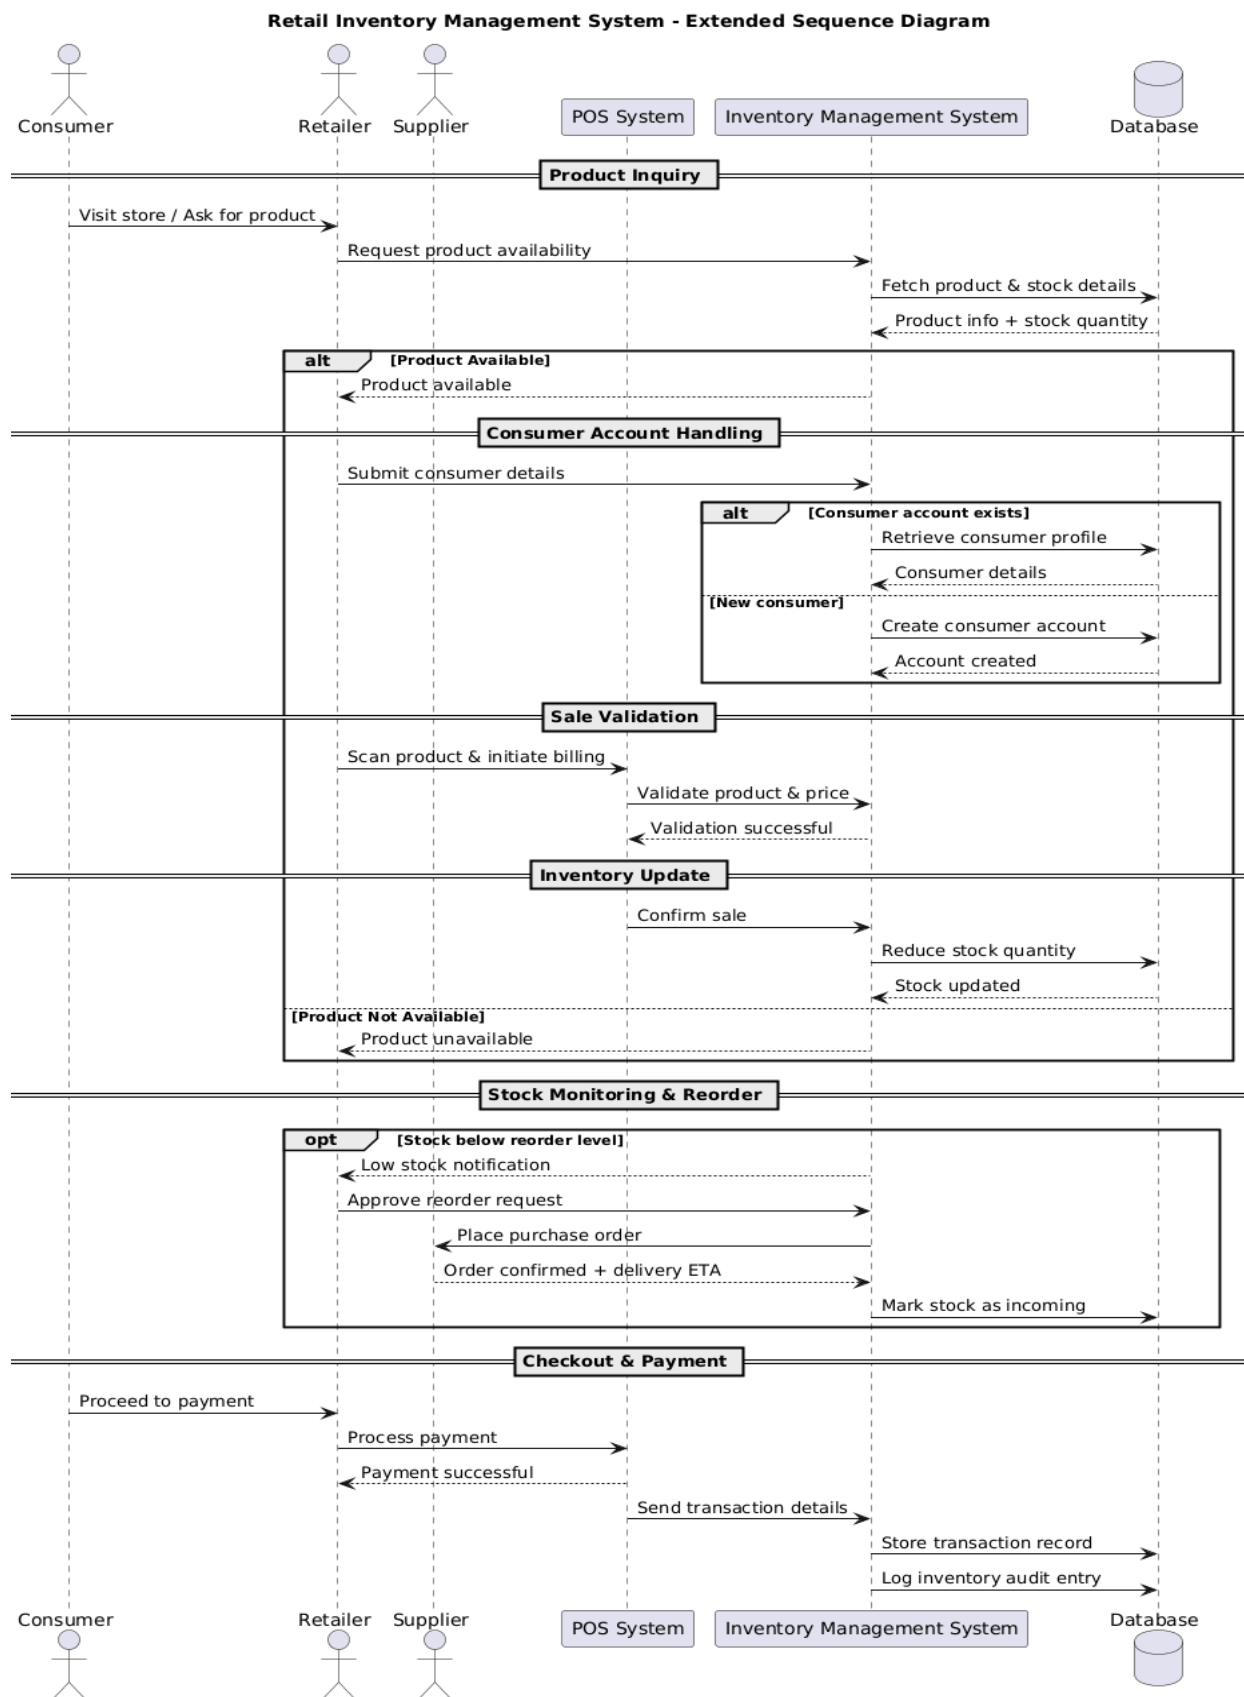 Retail Inventory Management System - Extended Sequence Diagram
Consumer
Retailer
Supplier
POS System
Inventory Management System
Database
Product Inquiry
Visit store / Ask for product
Request product availability
Fetch product & stock details
Product info + stock quantity
alt [Product Available]
Product available
Consumer Account Handling
Submit consumer details
alt [Consumer account exists]
Retrieve consumer profile
Consumer details
[New consumer]
Create consumer account
Account created
Sale Validation
Scan product & initiate billing
Validate product & price
Validation successful
Inventory Update
Confirm sale
Reduce stock quantity
Stock updated
[Product Not Available]
Product unavailable
Stock Monitoring & Reorder
opt [Stock below reorder level]
Low stock notification
Approve reorder request
Place purchase order
Order confirmed + delivery ETA
Mark stock as incoming
Checkout & Payment
Proceed to payment
Process payment
Payment successful
Send transaction details
Store transaction record
Log inventory audit entry
Consumer
Retailer
Supplier
POS System
Inventory Management System
Database